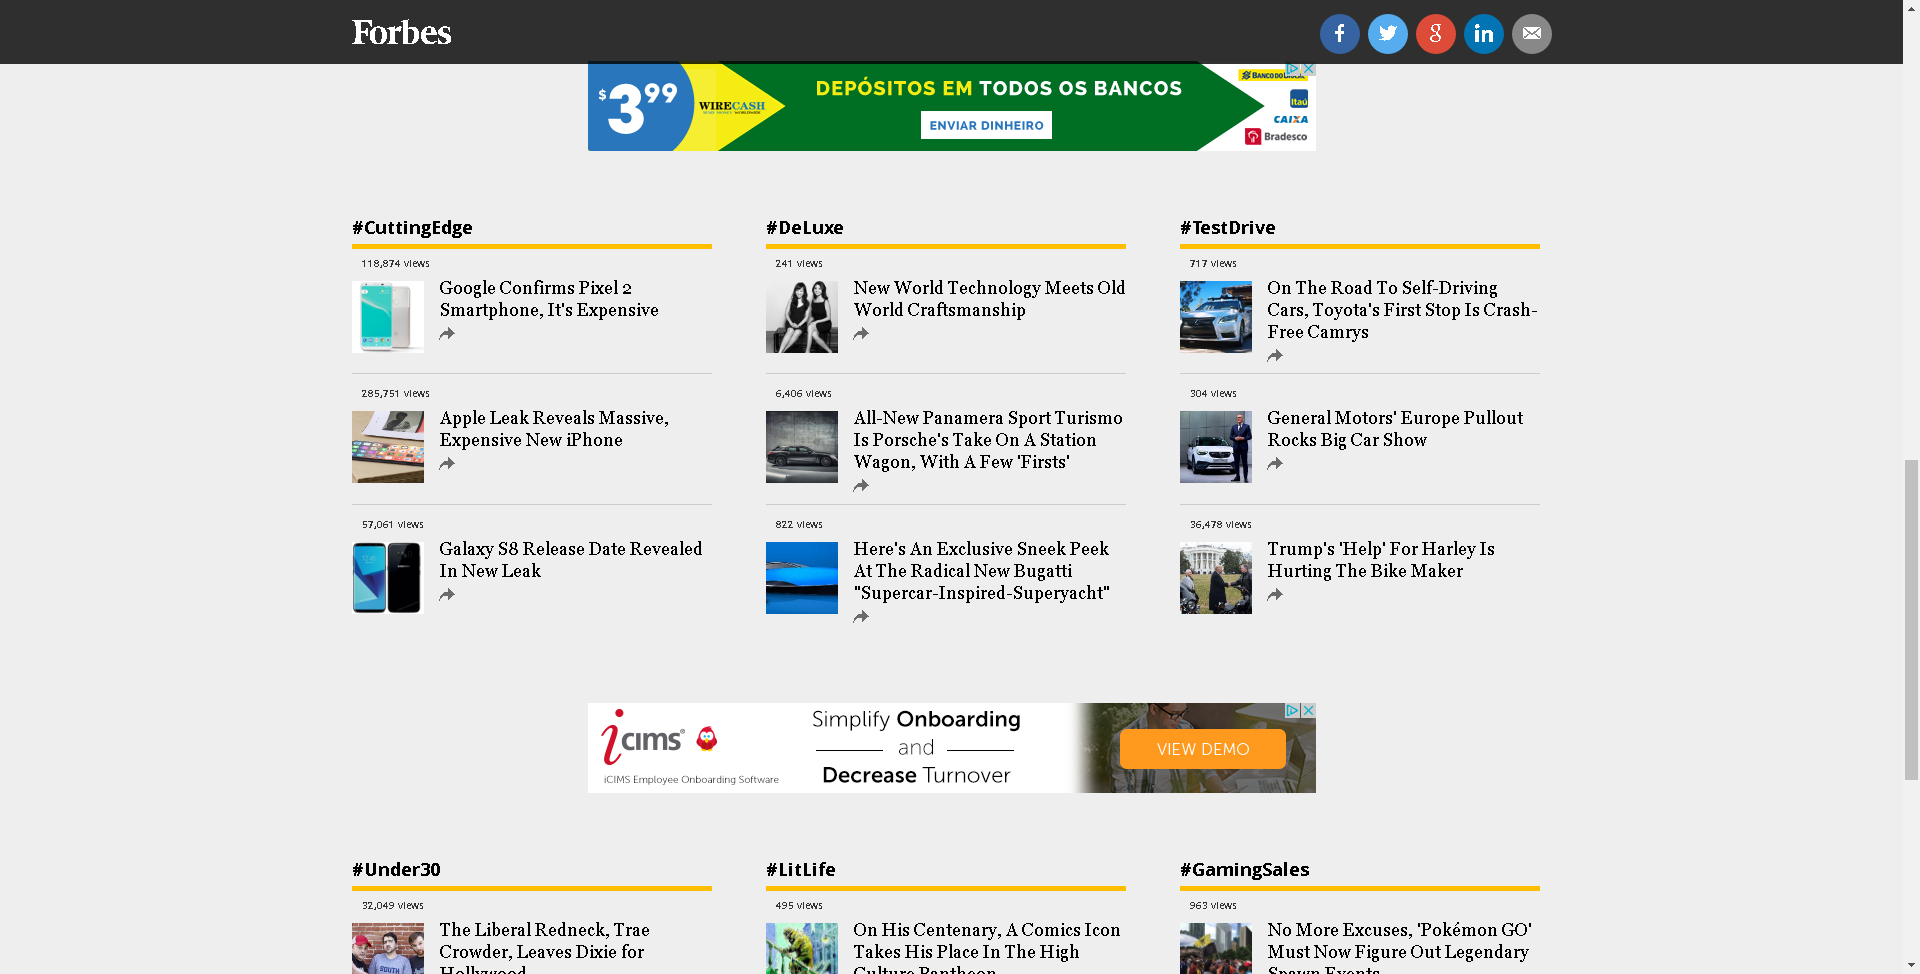 Forbes
$3.99
WIRECASH
DEPÓSITOS EM TODOS OS BANCOS
ENVIAR DINHEIRO
BANCO DO BRASIL
Itaú
CAIXA
Bradesco
#CuttingEdge
118,874 views
Google Confirms Pixel 2
Smartphone, It's Expensive
285,751 views
Apple Leak Reveals Massive,
Expensive New iPhone
57,061 views
Galaxy S8 Release Date Revealed
In New Leak
#DeLuxe
241 views
New World Technology Meets Old
World Craftsmanship
6,406 views
All-New Panamera Sport Turismo
Is Porsche's Take On A Station
Wagon, With A Few 'Firsts'
822 views
Here's An Exclusive Sneek Peek
At The Radical New Bugatti
"Supercar-Inspired-Superyacht"
#TestDrive
717 views
On The Road To Self-Driving
Cars, Toyota's First Stop Is Crash-
Free Camrys
304 views
General Motors' Europe Pullout
Rocks Big Car Show
36,478 views
Trump's 'Help' For Harley Is
Hurting The Bike Maker
iCIMS®
iCIMS Employee Onboarding Software
Simplify Onboarding
and
Decrease Turnover
VIEW DEMO
#Under30
32,049 views
The Liberal Redneck, Trae
Crowder, Leaves Dixie for
Hollywood
#LitLife
495 views
On His Centenary, A Comics Icon
Takes His Place In The High
Culture Pantheon
#GamingSales
963 views
No More Excuses, 'Pokémon GO'
Must Now Figure Out Legendary
Spawn Events